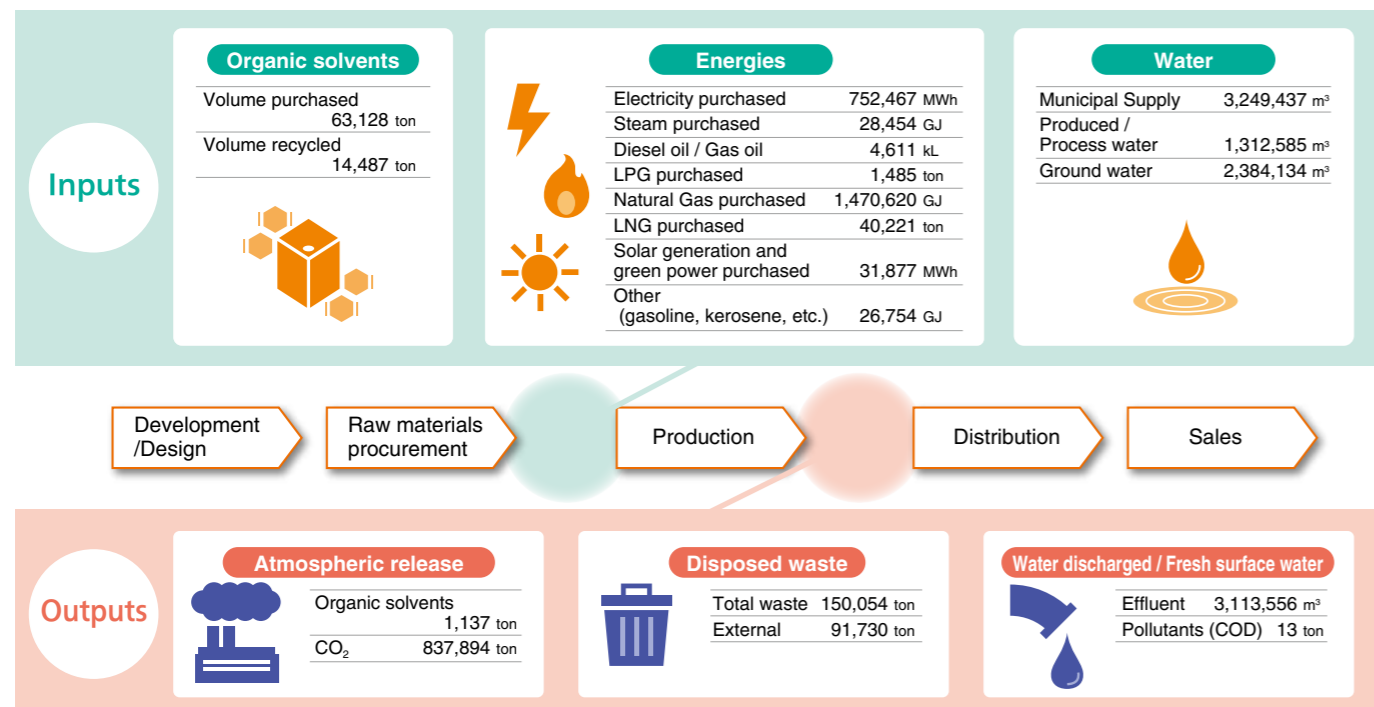 Inputs
Organic solvents
Volume purchased
63,128 ton
Volume recycled
14,487 ton
Energies
Electricity purchased 752,467 MWh
Steam purchased 28,454 GJ
Diesel oil / Gas oil 4,611 kL
LPG purchased 1,485 ton
Natural Gas purchased 1,470,620 GJ
LNG purchased 40,221 ton
Solar generation and
green power purchased 31,877 MWh
Other
(gasoline, kerosene, etc.) 26,754 GJ
Water
Municipal Supply 3,249,437 m³
Produced /
Process water 1,312,585 m³
Ground water 2,384,134 m³
Development
/Design
Raw materials
procurement
Production
Distribution
Sales
Outputs
Atmospheric release
Organic solvents
1,137 ton
CO₂ 837,894 ton
Disposed waste
Total waste 150,054 ton
External 91,730 ton
Water discharged / Fresh surface water
Effluent 3,113,556 m³
Pollutants (COD) 13 ton